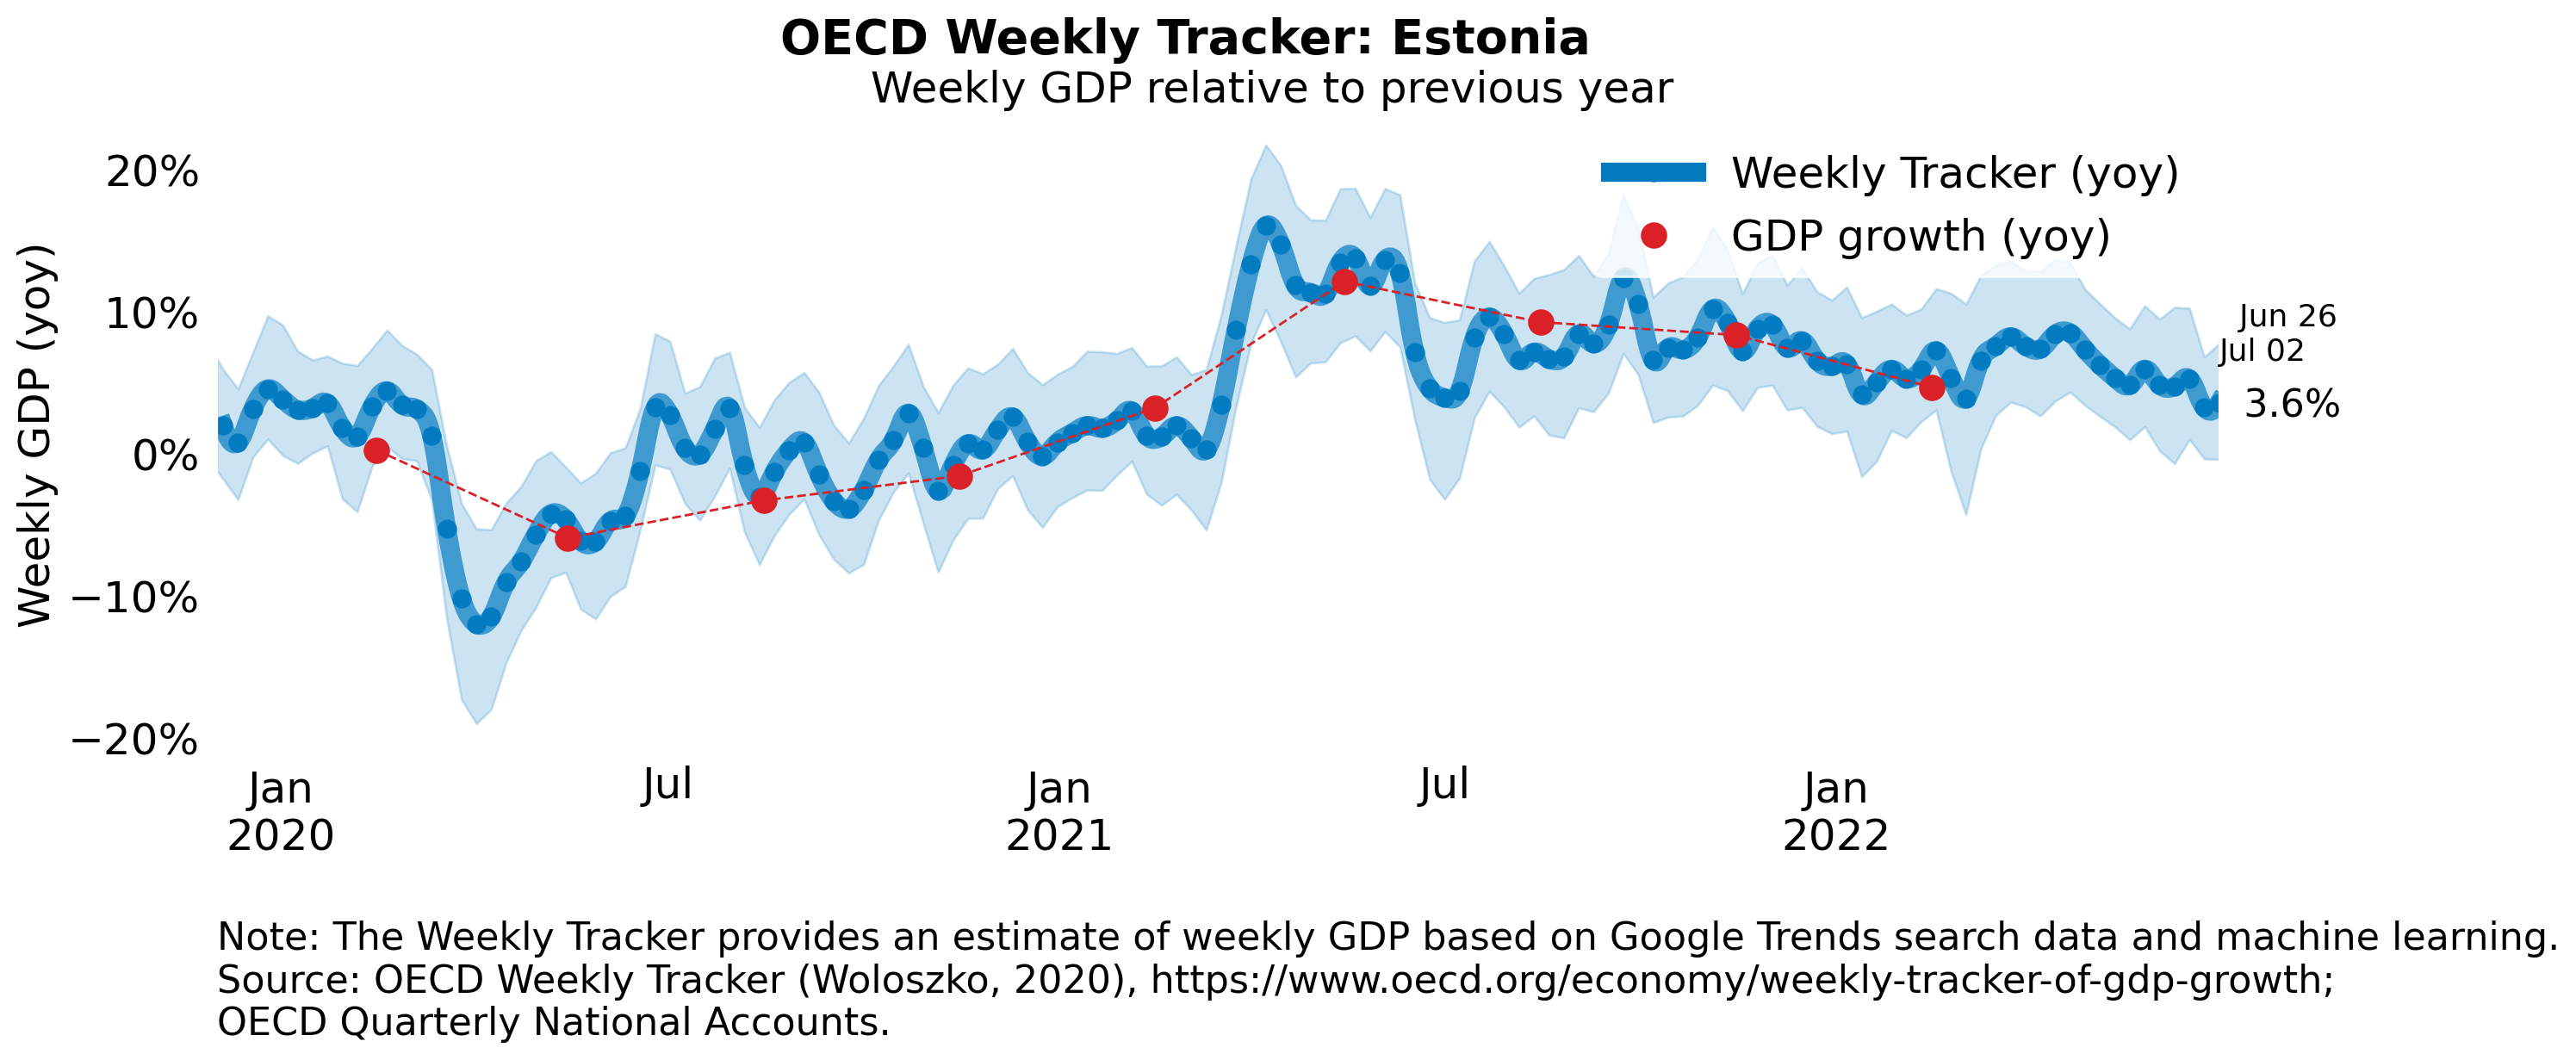 OECD Weekly Tracker: Estonia
Weekly GDP relative to previous year
Weekly GDP (yoy)
20%
10%
0%
−10%
−20%
Weekly Tracker (yoy)
GDP growth (yoy)
Jun 26
Jul 02
3.6%
Jan
2020
Jul
Jan
2021
Jul
Jan
2022
Note: The Weekly Tracker provides an estimate of weekly GDP based on Google Trends search data and machine learning.
Source: OECD Weekly Tracker (Woloszko, 2020), https://www.oecd.org/economy/weekly-tracker-of-gdp-growth;
OECD Quarterly National Accounts.